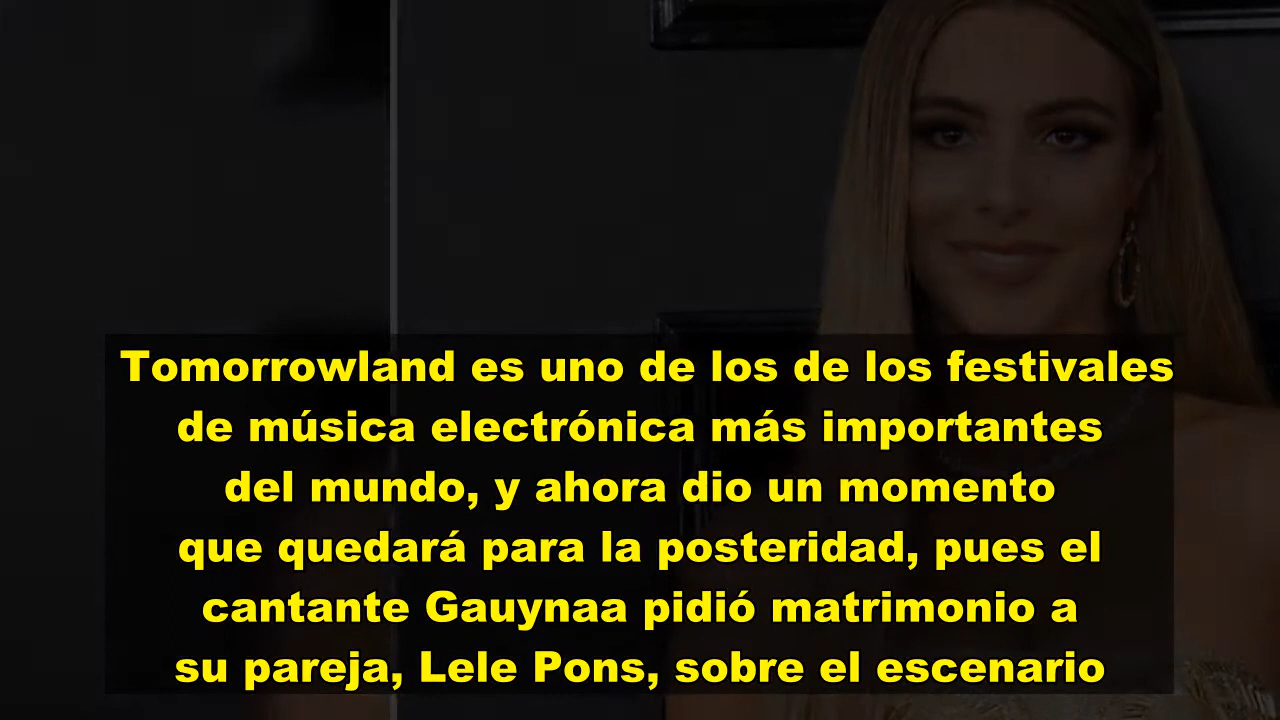 Tomorrowland es uno de los de los festivales
de música electrónica más importantes
del mundo, y ahora dio un momento
que quedará para la posteridad, pues el
cantante Gauynaa pidió matrimonio a
su pareja, Lele Pons, sobre el escenario